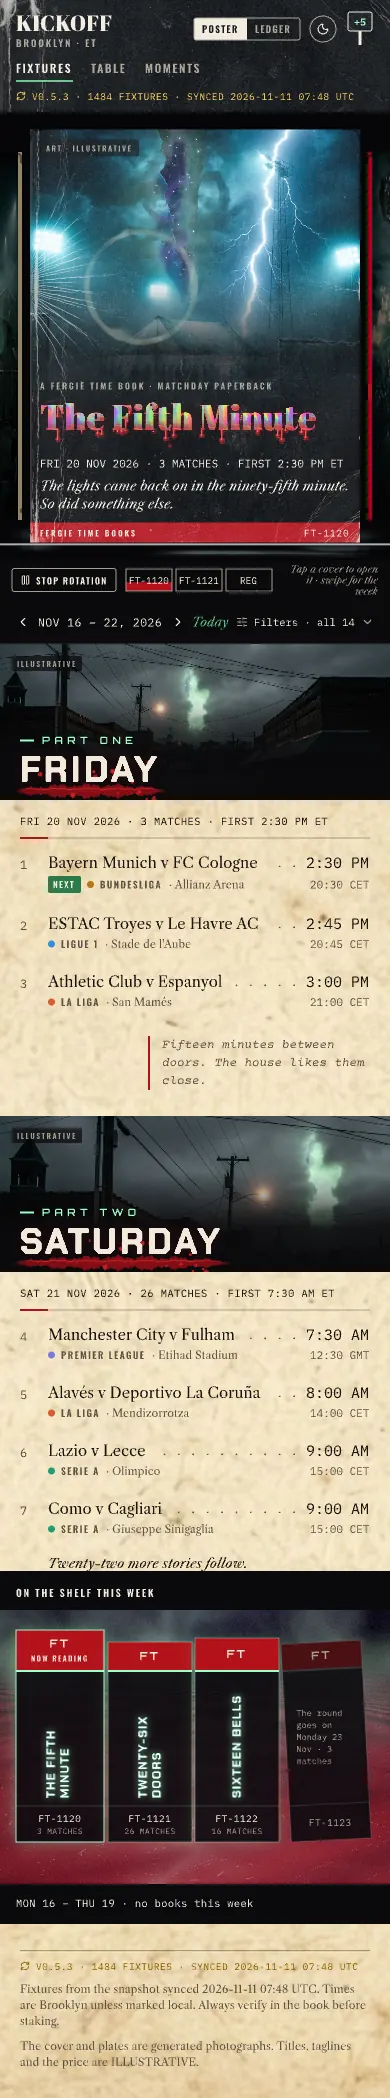 KICKOFF
BROOKLYN · ET
POSTER LEDGER
+5
FIXTURES TABLE MOMENTS
V0.5.3 · 1484 FIXTURES · SYNCED 2026-11-11 07:48 UTC
ART · ILLUSTRATIVE
A FERGIE TIME BOOK · MATCHDAY PAPERBACK
The Fifth Minute
FRI 20 NOV 2026 · 3 MATCHES · FIRST 2:30 PM ET
The lights came back on in the ninety-fifth minute.
So did something else.
FERGIE TIME BOOKS FT-1120
STOP ROTATION FT-1120 FT-1121 REG
Tap a cover to open
it · swipe for the
week
NOV 16 – 22, 2026 Today Filters · all 14
ILLUSTRATIVE
PART ONE
FRIDAY
FRI 20 NOV 2026 · 3 MATCHES · FIRST 2:30 PM ET
1 Bayern Munich v FC Cologne . . 2:30 PM
NEXT BUNDESLIGA · Allianz Arena 20:30 CET
2 ESTAC Troyes v Le Havre AC . . 2:45 PM
LIGUE 1 · Stade de l'Aube 20:45 CET
3 Athletic Club v Espanyol . . . . . 3:00 PM
LA LIGA · San Mamés 21:00 CET
Fifteen minutes between
doors. The house likes them
close.
ILLUSTRATIVE
PART TWO
SATURDAY
SAT 21 NOV 2026 · 26 MATCHES · FIRST 7:30 AM ET
4 Manchester City v Fulham . . . . 7:30 AM
PREMIER LEAGUE · Etihad Stadium 12:30 GMT
5 Alavés v Deportivo La Coruña . . 8:00 AM
LA LIGA · Mendizorrotza 14:00 CET
6 Lazio v Lecce . . . . . . . . . . 9:00 AM
SERIE A · Olimpico 15:00 CET
7 Como v Cagliari . . . . . . . . . 9:00 AM
SERIE A · Giuseppe Sinigaglia 15:00 CET
Twenty-two more stories follow.
ON THE SHELF THIS WEEK
FT
NOW READING
THE FIFTH
MINUTE
FT-1120
3 MATCHES
FT
TWENTY-SIX
DOORS
FT-1121
26 MATCHES
FT
SIXTEEN BELLS
FT-1122
16 MATCHES
FT
The round
goes on
Monday 23
Nov · 3
matches
FT-1123
MON 16 – THU 19 · no books this week
V0.5.3 · 1484 FIXTURES · SYNCED 2026-11-11 07:48 UTC
Fixtures from the snapshot synced 2026-11-11 07:48 UTC. Times
are Brooklyn unless marked local. Always verify in the book before
staking.
The cover and plates are generated photographs. Titles, taglines
and the price are ILLUSTRATIVE.